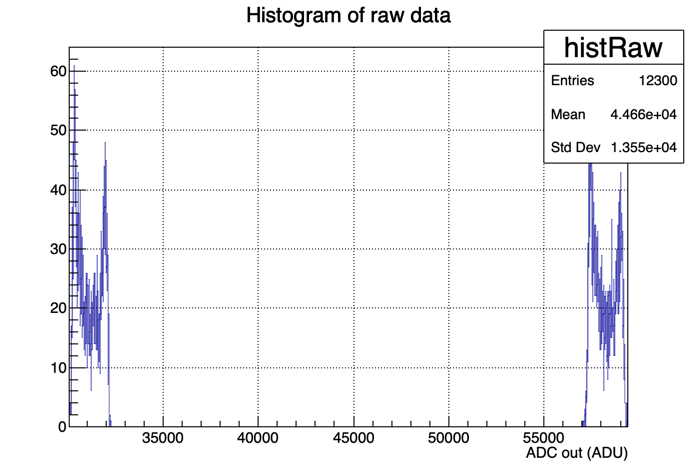 Histogram of raw data
histRaw
Entries 12300
Mean 4.466e+04
Std Dev 1.355e+04
60
50
40
30
20
10
0
35000 40000 45000 50000 55000
ADC out (ADU)